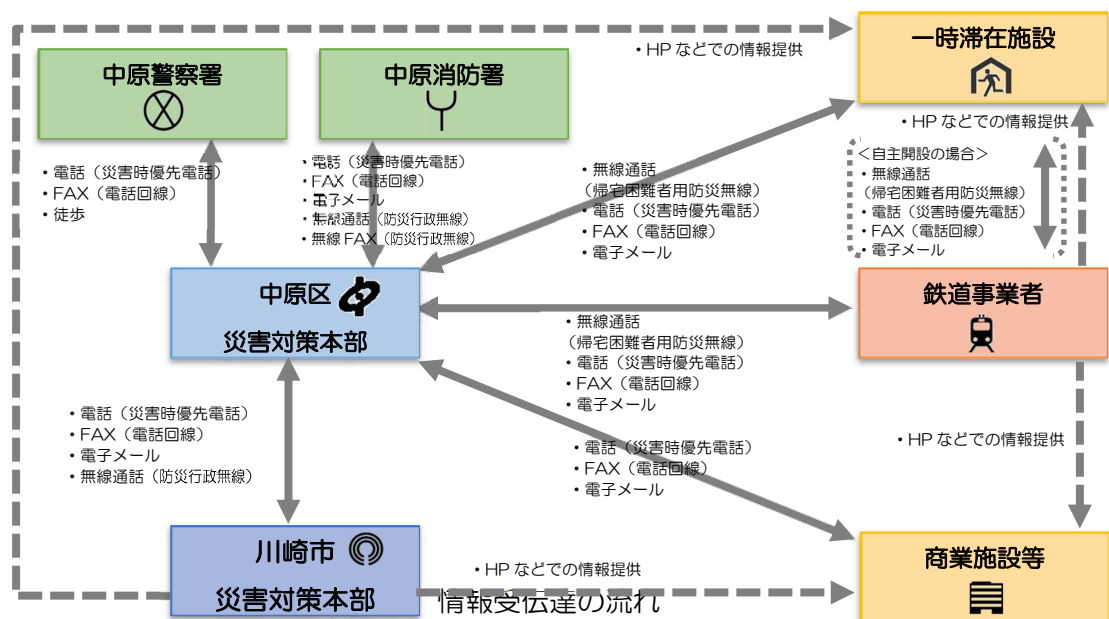 一時滞在施設
・HPなどでの情報提供
中原警察署
中原消防署
・HPなどでの情報提供
・電話（災害時優先電話）
・FAX（電話回線）
・徒歩
・電話（災害時優先電話）
・FAX（電話回線）
・電子メール
・無線通話（防災行政無線）
・無線FAX（防災行政無線）
・無線通話
（帰宅困難者用防災無線）
・電話（災害時優先電話）
・FAX（電話回線）
・電子メール
＜自主開設の場合＞
・無線通話
（帰宅困難者用防災無線）
・電話（災害時優先電話）
・FAX（電話回線）
・電子メール
中原区
災害対策本部
鉄道事業者
・無線通話
（帰宅困難者用防災無線）
・電話（災害時優先電話）
・FAX（電話回線）
・電子メール
・電話（災害時優先電話）
・FAX（電話回線）
・電子メール
・無線通話（防災行政無線）
・電話（災害時優先電話）
・FAX（電話回線）
・電子メール
・HPなどでの情報提供
川崎市
災害対策本部
・HPなどでの情報提供
商業施設等
情報受伝達の流れ